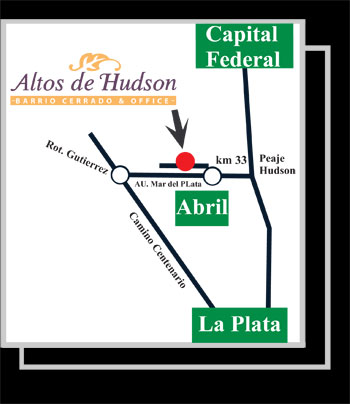 Capital
Federal
Altos de Hudson
BARRIO CERRADO & OFFICE
Rot. Gutierrez
km 33
Peaje
Hudson
AU. Mar del PLata
Abril
Camino Centenario
La Plata